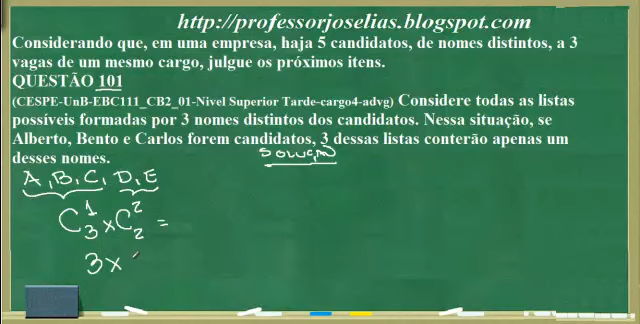 http://professorjoselias.blogspot.com
Considerando que, em uma empresa, haja 5 candidatos, de nomes distintos, a 3
vagas de um mesmo cargo, julgue os próximos itens.
QUESTÃO 101
(CESPE-UnB-EBC111_CB2_01-Nivel Superior Tarde-cargo4-advg) Considere todas as listas
possíveis formadas por 3 nomes distintos dos candidatos. Nessa situação, se
Alberto, Bento e Carlos forem candidatos, 3 dessas listas conterão apenas um
desses nomes.
SOLUÇÃO
A, B, C, D, E
C₃¹ x C₂² =
3 x